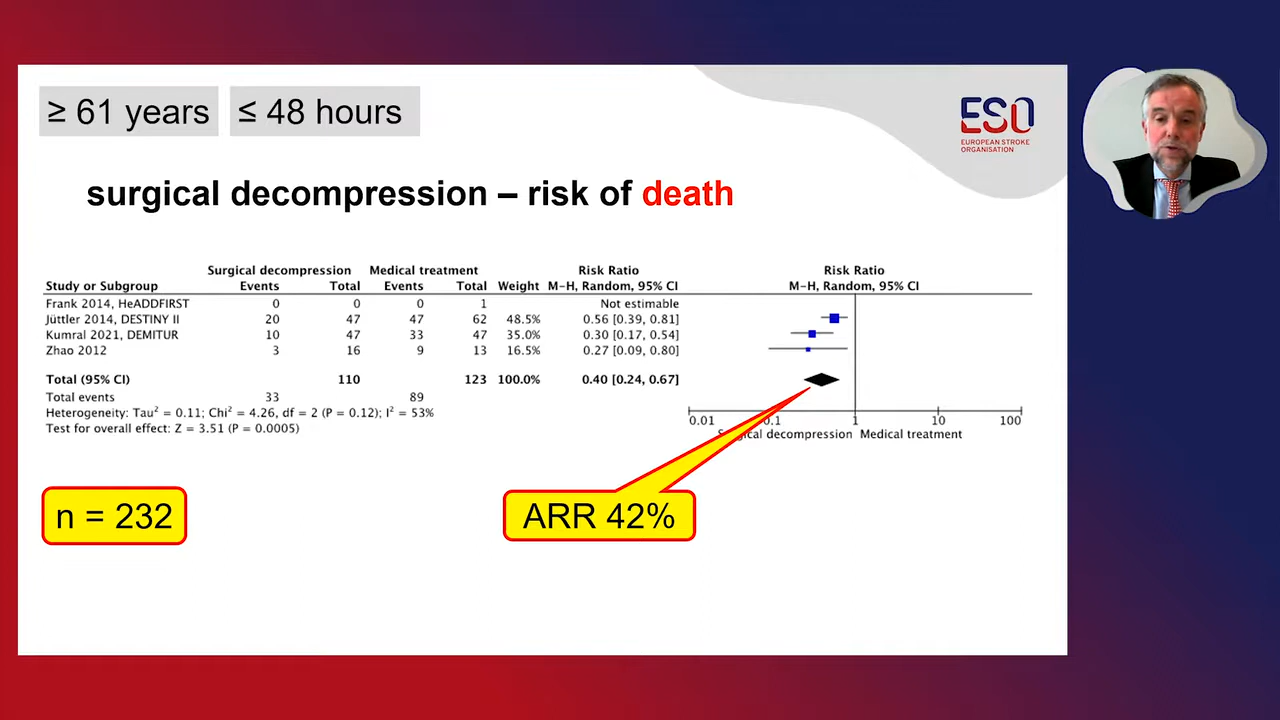 ≥ 61 years ≤ 48 hours
ESO
EUROPEAN STROKE
ORGANISATION
surgical decompression – risk of death
Surgical decompression Medical treatment Risk Ratio Risk Ratio
Study or Subgroup Events Total Events Total Weight M-H, Random, 95% CI M-H, Random, 95% CI
Frank 2014, HeADDFIRST 0 0 0 1 Not estimable
Jüttler 2014, DESTINY II 20 47 47 62 48.5% 0.56 [0.39, 0.81]
Kumral 2021, DEMITUR 10 47 33 47 35.0% 0.30 [0.17, 0.54]
Zhao 2012 3 16 9 13 16.5% 0.27 [0.09, 0.80]
Total (95% CI) 110 123 100.0% 0.40 [0.24, 0.67]
Total events 33 89
Heterogeneity: Tau² = 0.11; Chi² = 4.26, df = 2 (P = 0.12); I² = 53%
Test for overall effect: Z = 3.51 (P = 0.0005)
0.01 0.1 1 10 100
decompression Medical treatment
n = 232
ARR 42%